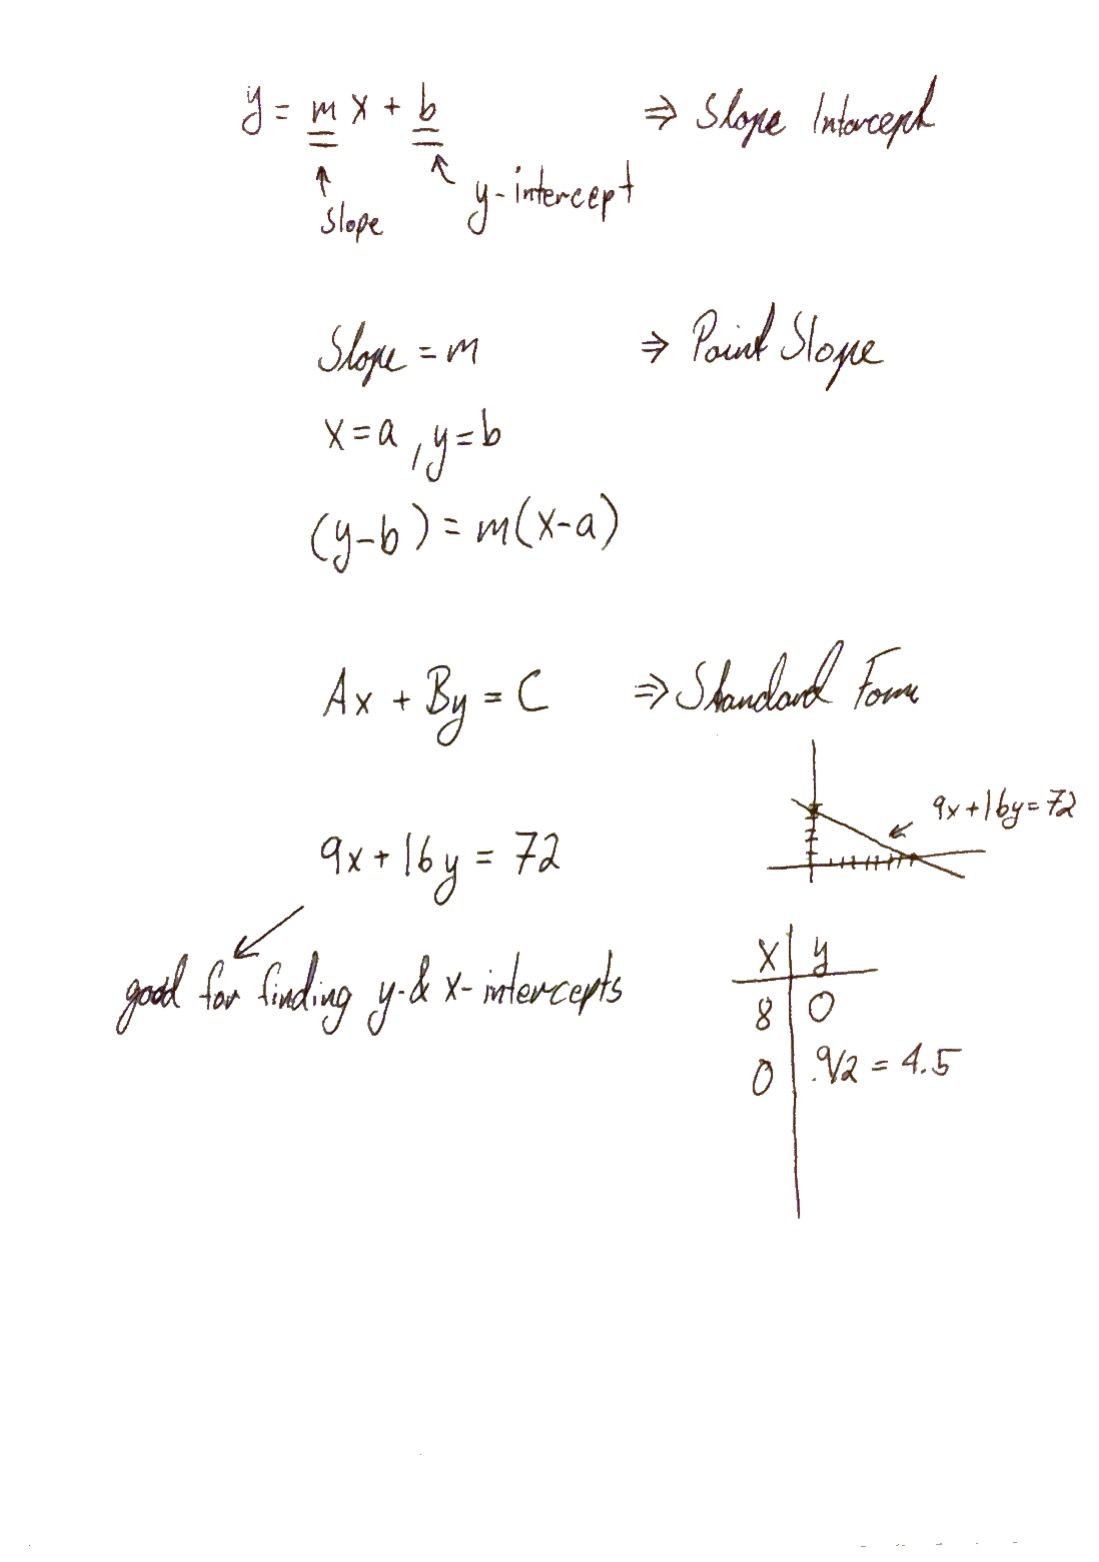 y = mx + b ⇒ Slope Intercept
↑ slope ↖ y-intercept
Slope = m ⇒ Point Slope
x = a, y = b
(y-b) = m(x-a)
Ax + By = C ⇒ Standard Form
9x + 16y = 72
9x + 16y = 72
good for finding y- & x-intercepts
x | y
8 | 0
0 | 9/2 = 4.5